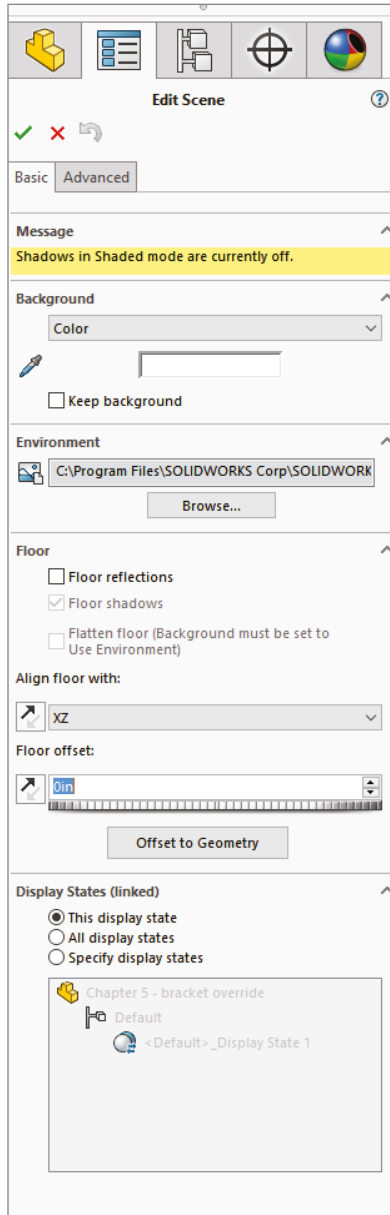 Edit Scene
Basic
Advanced
Message
Shadows in Shaded mode are currently off.
Background
Color
Keep background
Environment
C:\Program Files\SOLIDWORKS Corp\SOLIDWORK
Browse...
Floor
Floor reflections
Floor shadows
Flatten floor (Background must be set to
Use Environment)
Align floor with:
XZ
Floor offset:
0in
Offset to Geometry
Display States (linked)
This display state
All display states
Specify display states
Chapter 5 - bracket override
Default
<Default>_Display State 1